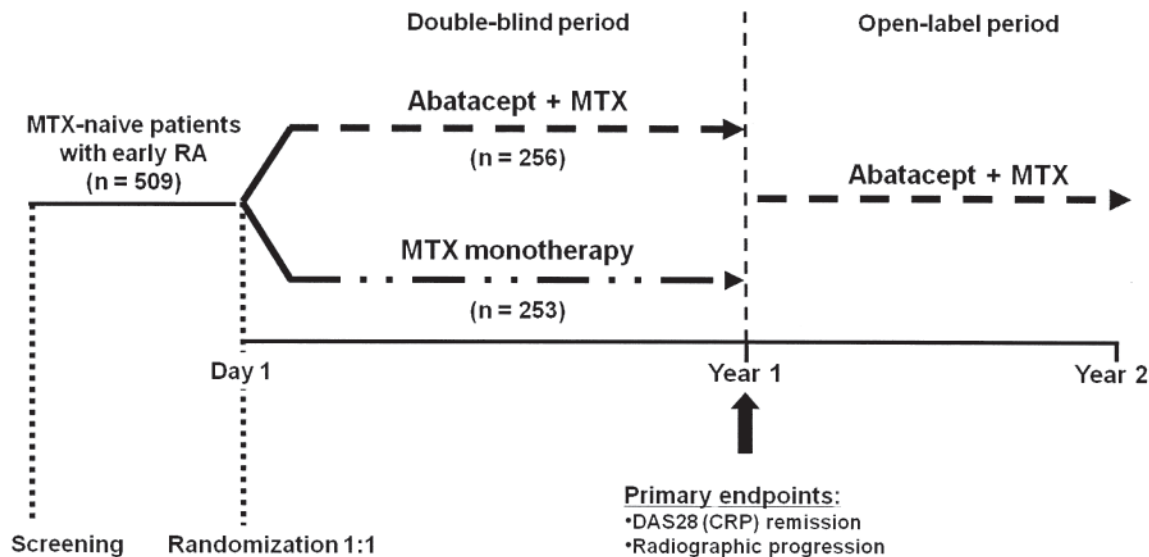 Double-blind period
Open-label period
Abatacept + MTX
(n = 256)
MTX-naive patients
with early RA
(n = 509)
Abatacept + MTX
MTX monotherapy
(n = 253)
Day 1
Year 1
Year 2
Primary endpoints:
•DAS28 (CRP) remission
•Radiographic progression
Screening
Randomization 1:1